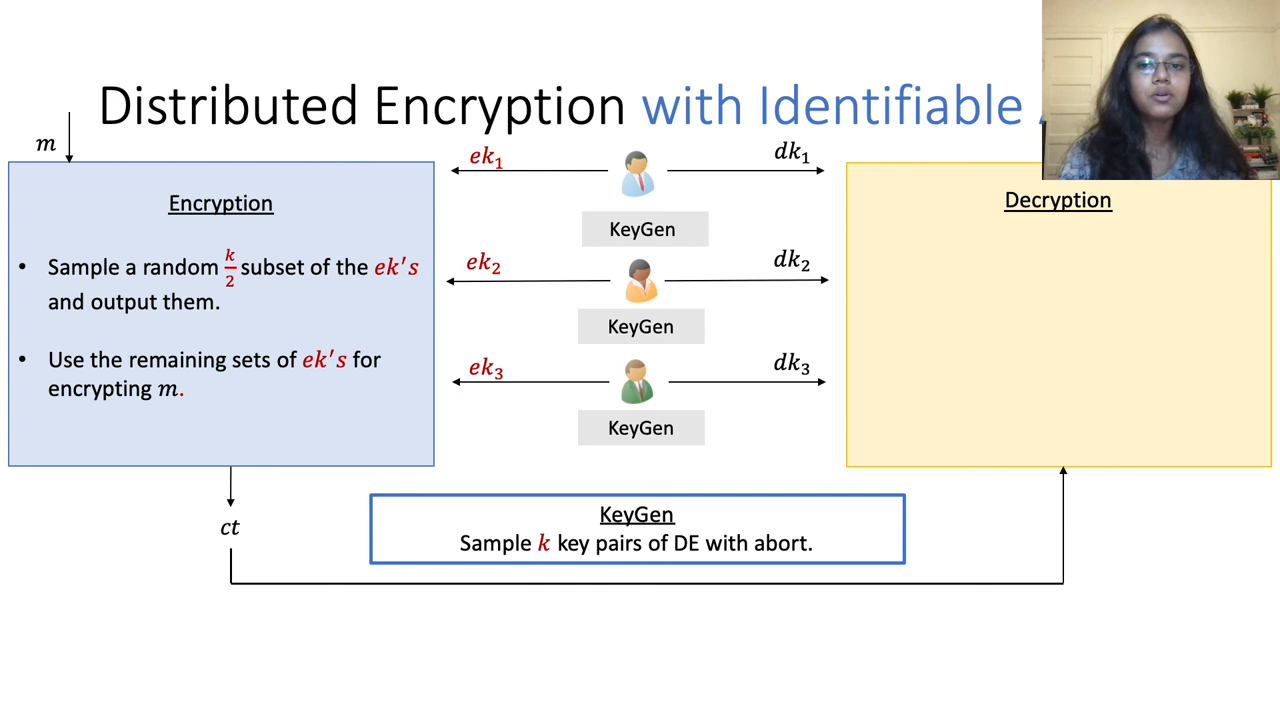 Distributed Encryption with Identifiable
m
Encryption
• Sample a random k/2 subset of the ek's
and output them.
• Use the remaining sets of ek's for
encrypting m.
ct
ek₁
dk₁
KeyGen
ek₂
dk₂
KeyGen
ek₃
dk₃
KeyGen
Decryption
KeyGen
Sample k key pairs of DE with abort.